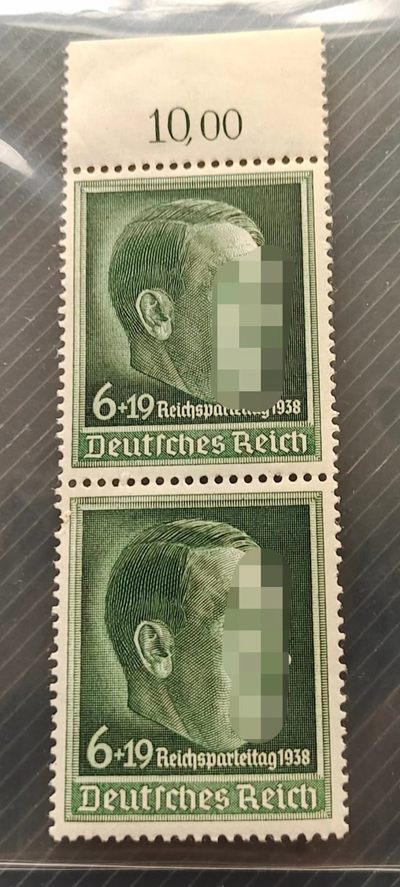 10,00
6+19 Reichsparteitag 1938
Deutsches Reich
6+19 Reichsparteitag 1938
Deutsches Reich